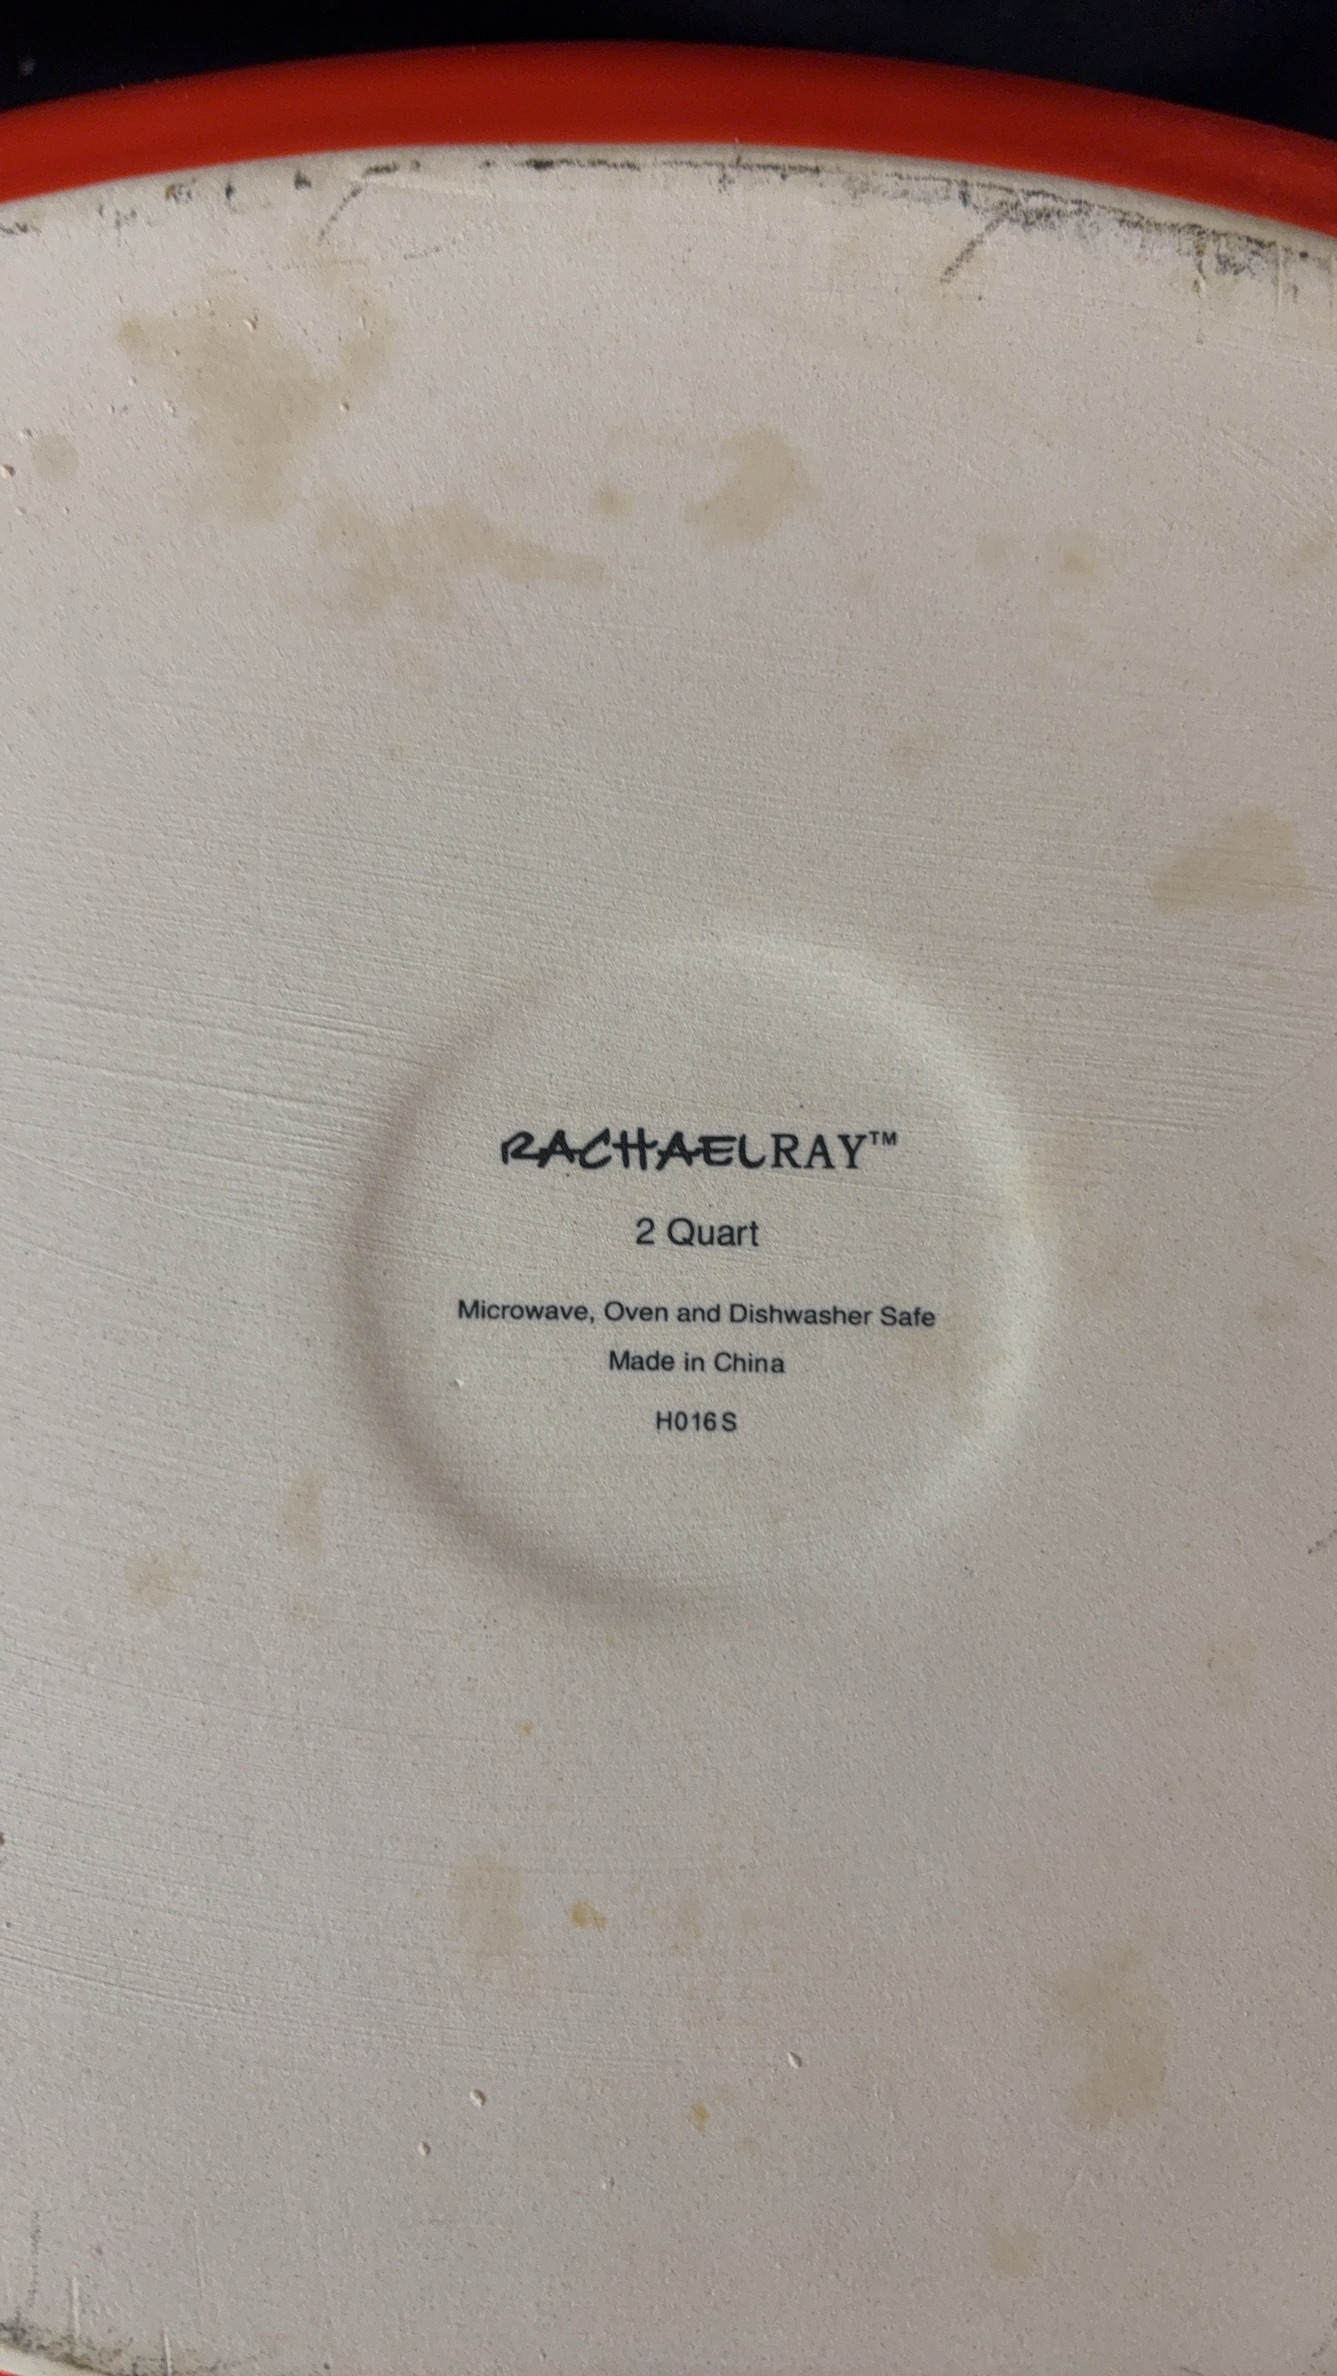 RACHAELRAY™
2 Quart
Microwave, Oven and Dishwasher Safe
Made in China
H016S